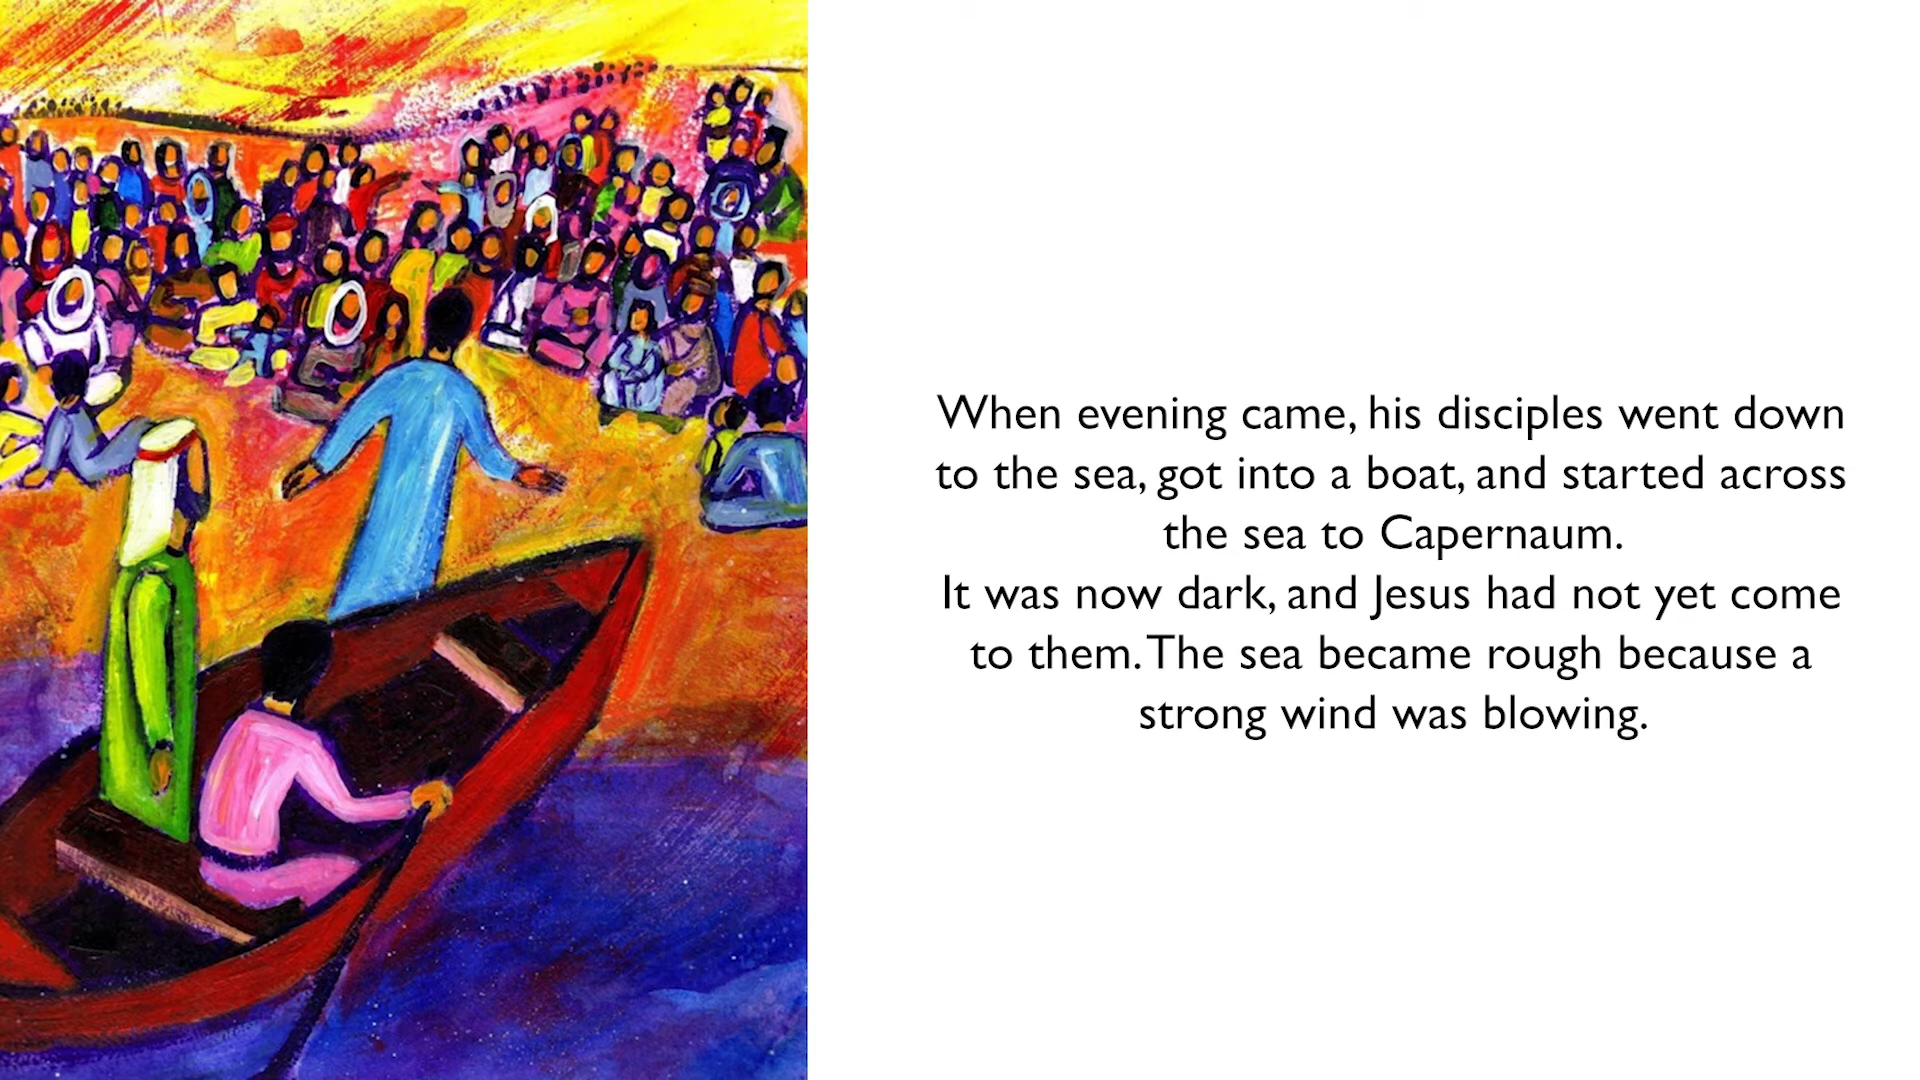 When evening came, his disciples went down
to the sea, got into a boat, and started across
the sea to Capernaum.
It was now dark, and Jesus had not yet come
to them. The sea became rough because a
strong wind was blowing.